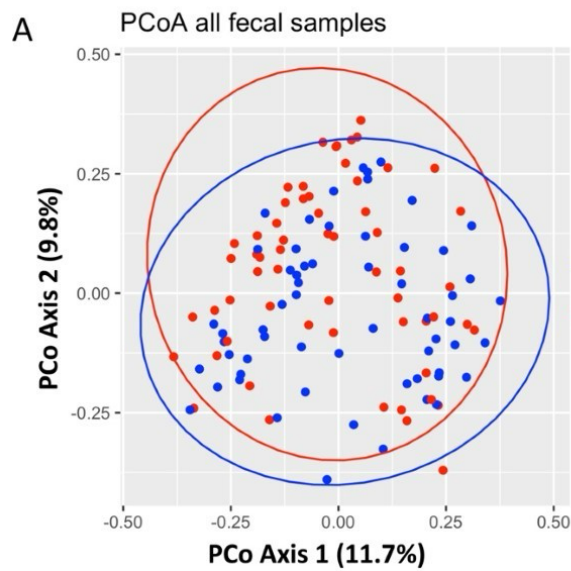 A
PCoA all fecal samples
0.50
0.25
0.00
-0.25
-0.50
-0.25
0.00
0.25
0.50
PCo Axis 2 (9.8%)
PCo Axis 1 (11.7%)